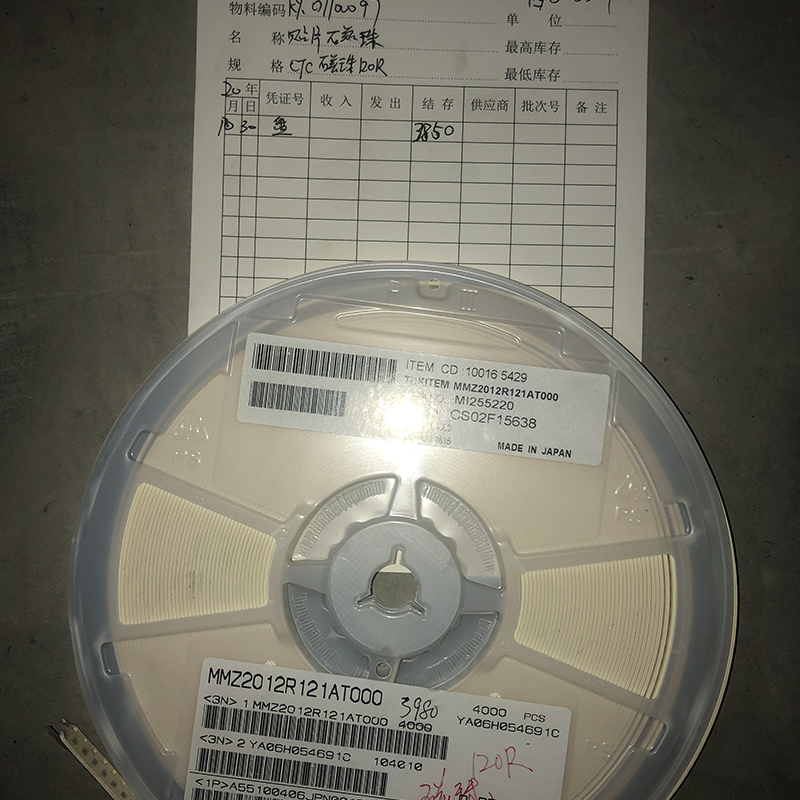 物料编码
单 位
名 称 贴片磁珠
最高库存
规 格 磁珠120R
最低库存
20年 凭证号 收入 发出 结存 供应商 批次号 备注
月 日
30 3850
ITEM CD :10016 5429
MMZ2012R121AT000
MI255220
CS02F15638
MADE IN JAPAN
MMZ2012R121AT000 3980 4000 PCS
<3N> 1 MMZ2012R121AT000 4000 YA06H054691C
<3N> 2 YA06H054691C 104010
120R
磁珠